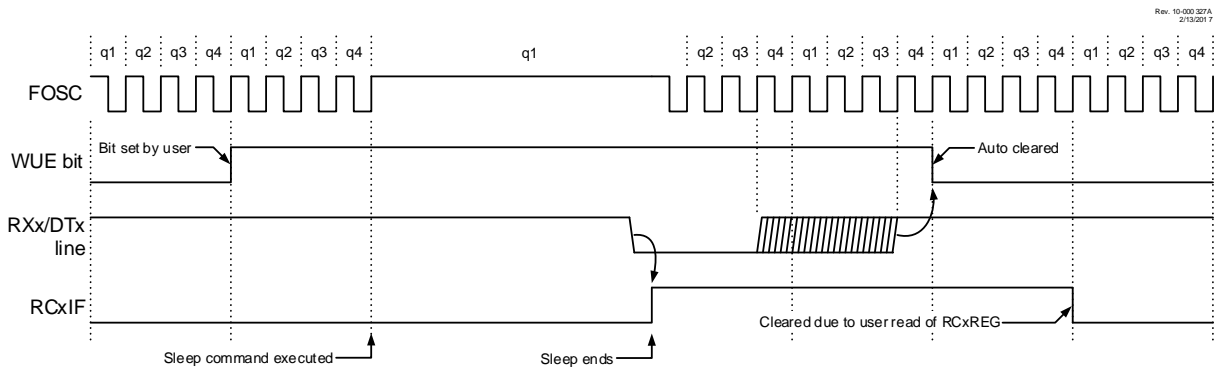 Rev. 10-000327A
2/13/2017
q1 q2 q3 q4 q1 q2 q3 q4 q1 q2 q3 q4 q1 q2 q3 q4 q1 q2 q3 q4 q1 q2 q3 q4
FOSC
Bit set by user
WUE bit
Auto cleared
RXx/DTx
line
RCxIF
Cleared due to user read of RCxREG
Sleep command executed
Sleep ends